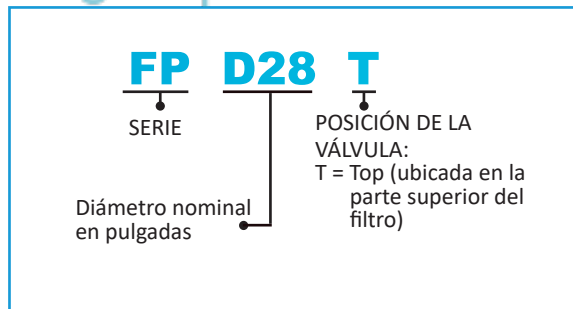 FP D28 T
SERIE
POSICIÓN DE LA
VÁLVULA:
T = Top (ubicada en la
parte superior del
filtro)
Diámetro nominal
en pulgadas